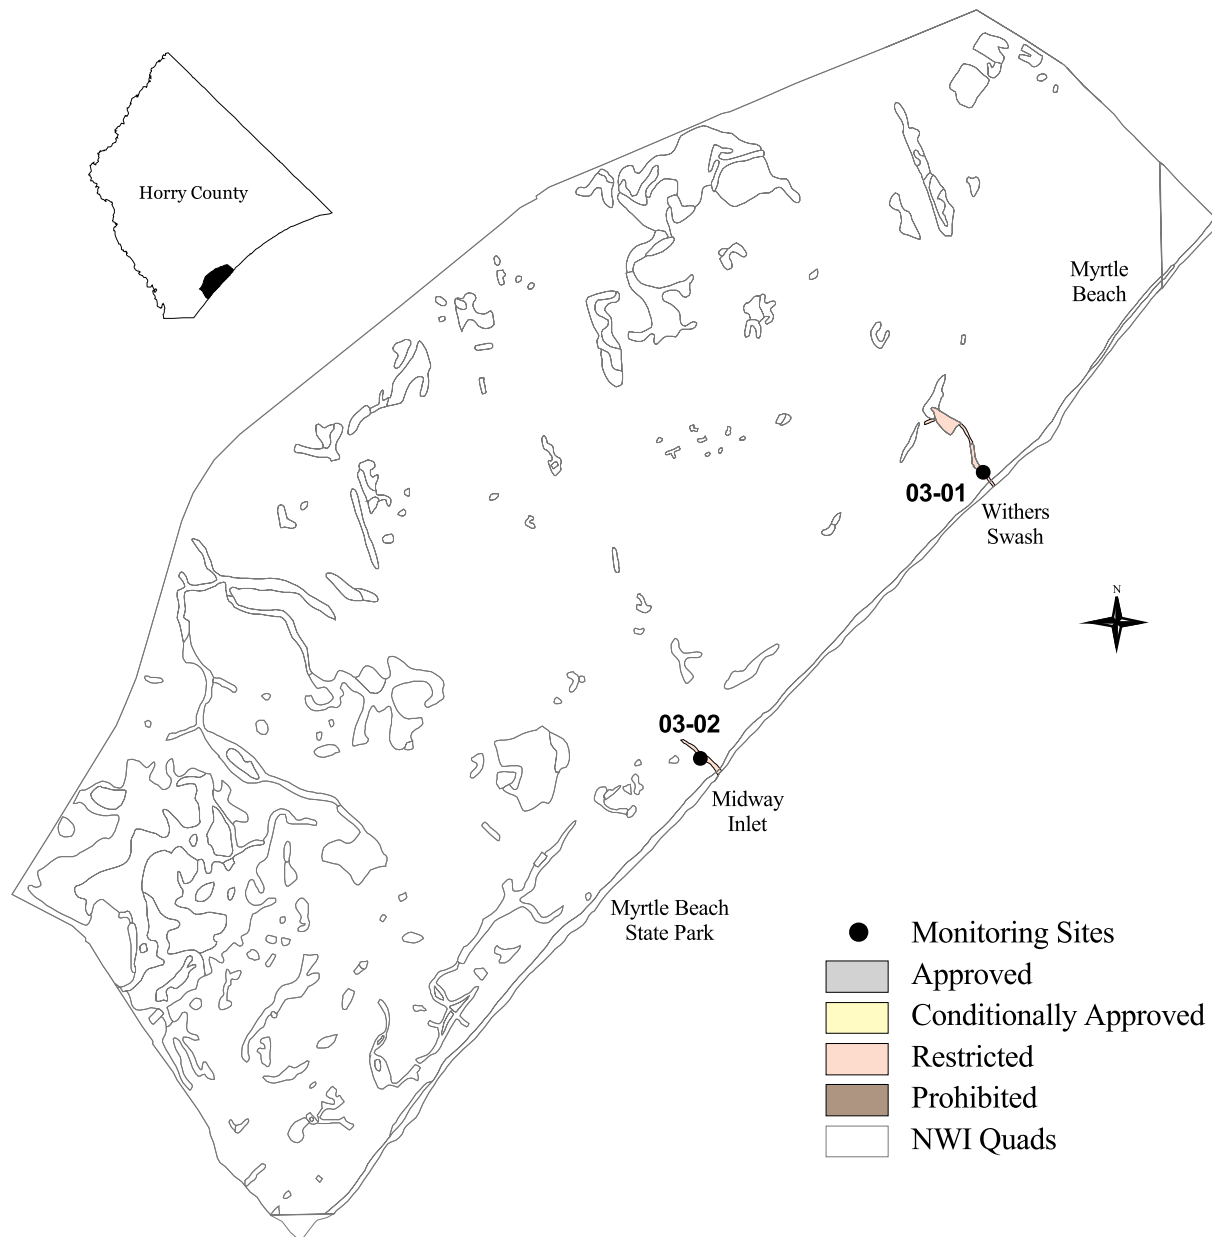 Horry County
Myrtle
Beach
03-01
Withers
Swash
N
03-02
Midway
Inlet
Myrtle Beach
State Park
Monitoring Sites
Approved
Conditionally Approved
Restricted
Prohibited
NWI Quads